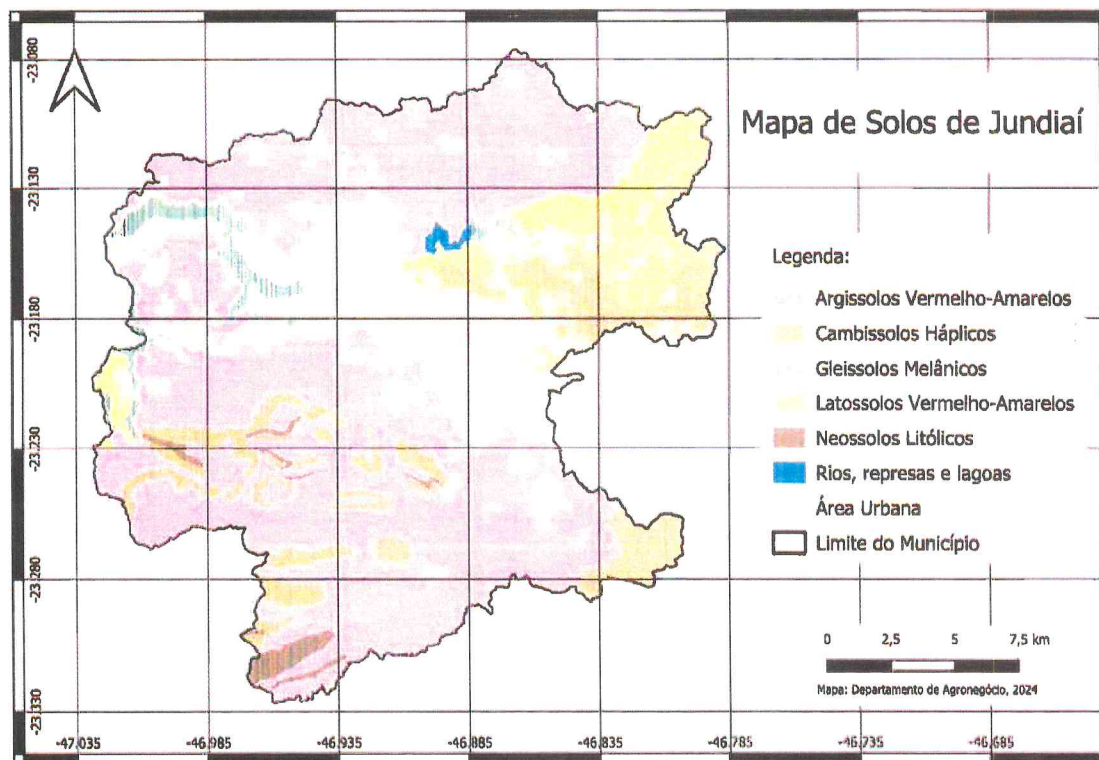 Mapa de Solos de Jundiaí
Legenda:
Argissolos Vermelho-Amarelos
Cambissolos Háplicos
Gleissolos Melânicos
Latossolos Vermelho-Amarelos
Neossolos Litólicos
Rios, represas e lagoas
Área Urbana
Limite do Município
0 2,5 5 7,5 km
Mapa: Departamento de Agronegócio, 2024
-23.080
-23.130
-23.180
-23.230
-23.280
-23.330
-47.035 -46.985 -46.935 -46.885 -46.835 -46.785 -46.735 -46.685